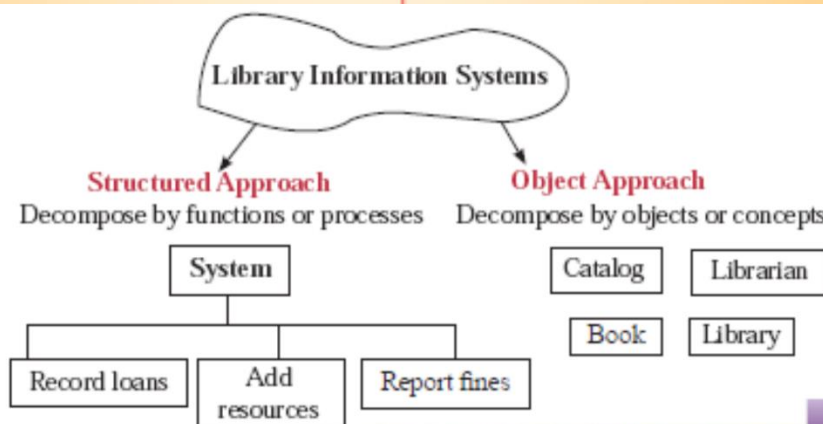 Library Information Systems
Structured Approach
Decompose by functions or processes
Object Approach
Decompose by objects or concepts
System
Record loans
Add
resources
Report fines
Catalog
Librarian
Book
Library